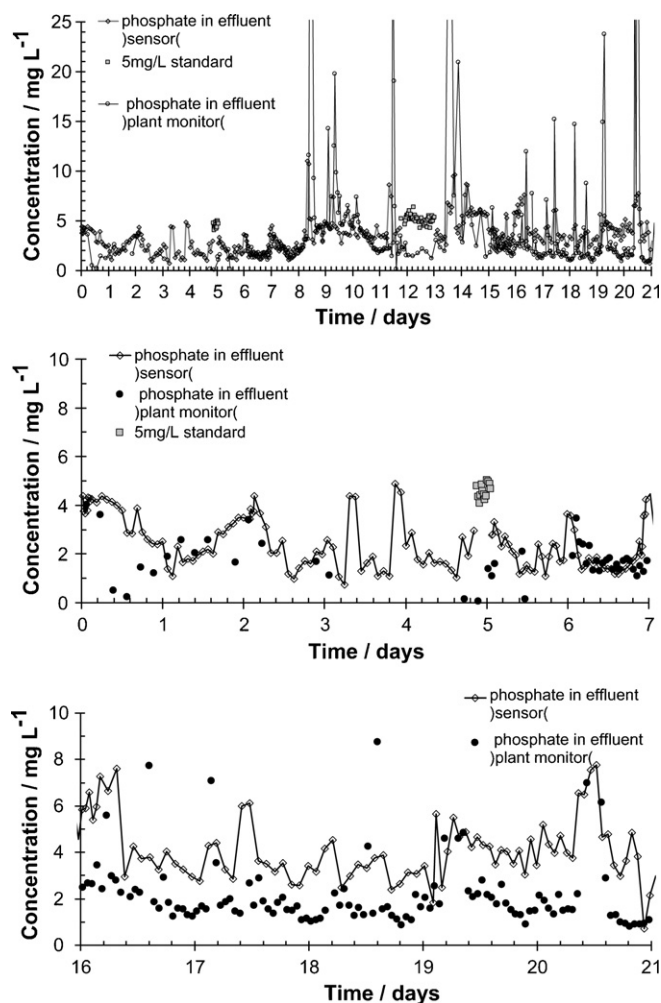 phosphate in effluent
)sensor(
5mg/L standard
phosphate in effluent
)plant monitor(
Concentration / mg L⁻¹
25
20
15
10
5
0
0 1 2 3 4 5 6 7 8 9 10 11 12 13 14 15 16 17 18 19 20 21
Time / days
phosphate in effluent
)sensor(
phosphate in effluent
)plant monitor(
5mg/L standard
Concentration / mg L⁻¹
10
8
6
4
2
0
0 1 2 3 4 5 6 7
Time / days
phosphate in effluent
)sensor(
phosphate in effluent
)plant monitor(
Concentration / mg L⁻¹
10
8
6
4
2
0
16 17 18 19 20 21
Time / days